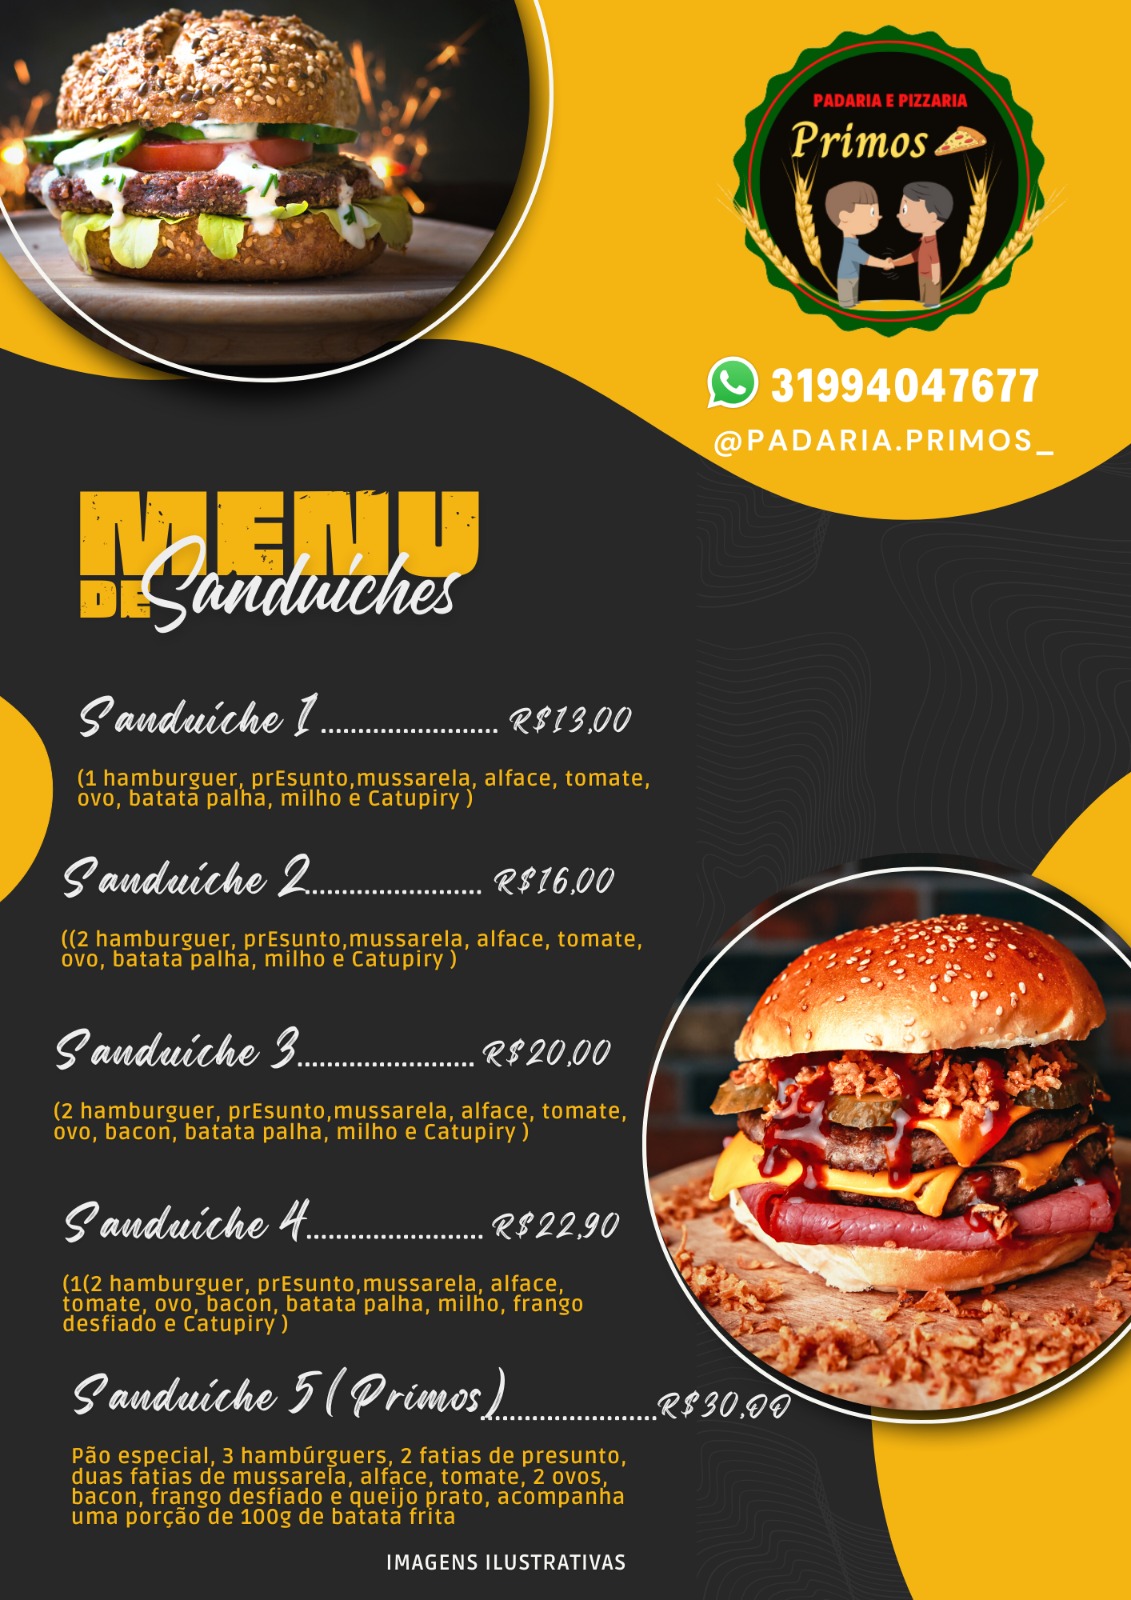 PADARIA E PIZZARIA
Primos
31994047677
@PADARIA.PRIMOS_
MENU
DE Sanduíches
Sanduíche 1........................ R$13,00
(1 hamburguer, prEsunto,mussarela, alface, tomate,
ovo, batata palha, milho e Catupiry )
Sanduíche 2........................ R$16,00
((2 hamburguer, prEsunto,mussarela, alface, tomate,
ovo, batata palha, milho e Catupiry )
Sanduíche 3........................ R$20,00
(2 hamburguer, prEsunto,mussarela, alface, tomate,
ovo, bacon, batata palha, milho e Catupiry )
Sanduíche 4........................ R$22,90
(1(2 hamburguer, prEsunto,mussarela, alface,
tomate, ovo, bacon, batata palha, milho, frango
desfiado e Catupiry )
Sanduíche 5 (Primos)........................R$30,00
Pão especial, 3 hambúrguers, 2 fatias de presunto,
duas fatias de mussarela, alface, tomate, 2 ovos,
bacon, frango desfiado e queijo prato, acompanha
uma porção de 100g de batata frita
IMAGENS ILUSTRATIVAS